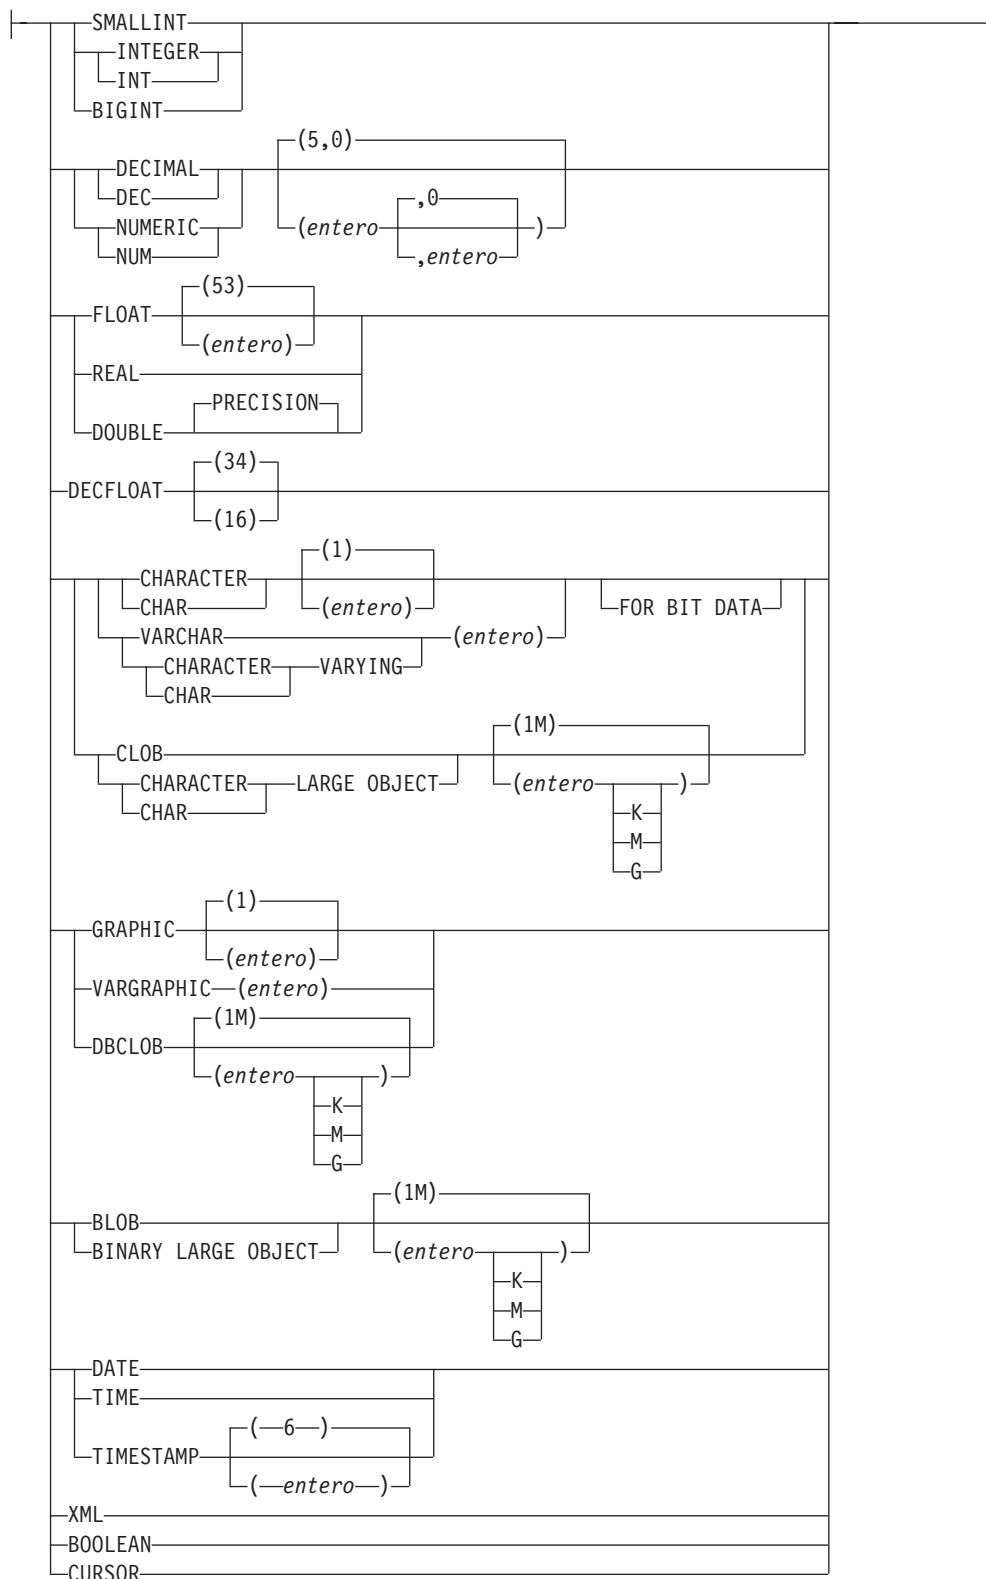 SMALLINT
INTEGER
INT
BIGINT
(5,0)
DECIMAL
DEC
,0
NUMERIC
(entero )
NUM
,entero
(53)
FLOAT
(entero)
REAL
PRECISION
DOUBLE
(34)
DECFLOAT
(16)
(1)
CHARACTER
CHAR
(entero)
FOR BIT DATA
VARCHAR
(entero)
CHARACTER VARYING
CHAR
(1M)
CLOB
CHARACTER LARGE OBJECT
(entero )
CHAR
K
M
G
(1)
GRAPHIC
(entero)
VARGRAPHIC (entero)
(1M)
DBCLOB
(entero )
K
M
G
(1M)
BLOB
BINARY LARGE OBJECT
(entero )
K
M
G
DATE
TIME
( 6 )
TIMESTAMP
( entero )
XML
BOOLEAN
CURSOR